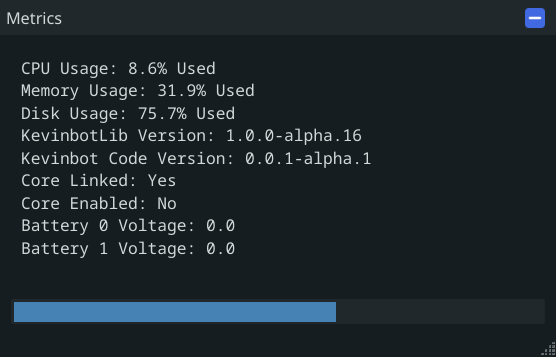 Metrics
CPU Usage: 8.6% Used
Memory Usage: 31.9% Used
Disk Usage: 75.7% Used
KevinbotLib Version: 1.0.0-alpha.16
Kevinbot Code Version: 0.0.1-alpha.1
Core Linked: Yes
Core Enabled: No
Battery 0 Voltage: 0.0
Battery 1 Voltage: 0.0